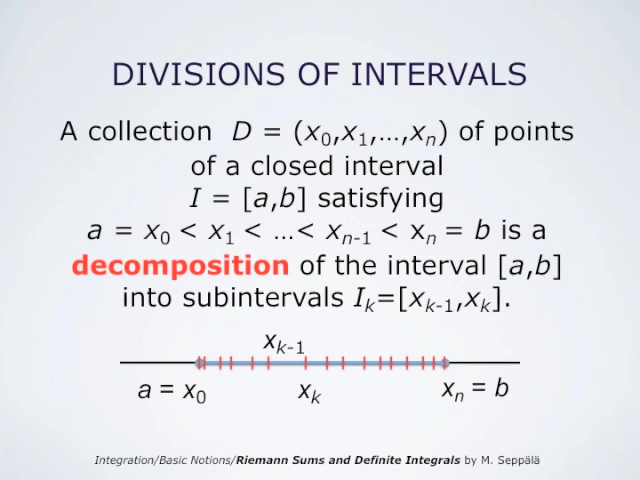 DIVISIONS OF INTERVALS
A collection D = (x₀,x₁,...,xₙ) of points
of a closed interval
I = [a,b] satisfying
a = x₀ < x₁ < ...< xₙ₋₁ < xₙ = b is a
decomposition of the interval [a,b]
into subintervals Iₖ=[xₖ₋₁,xₖ].
xₖ₋₁
a = x₀ xₖ xₙ = b
Integration/Basic Notions/Riemann Sums and Definite Integrals by M. Seppälä